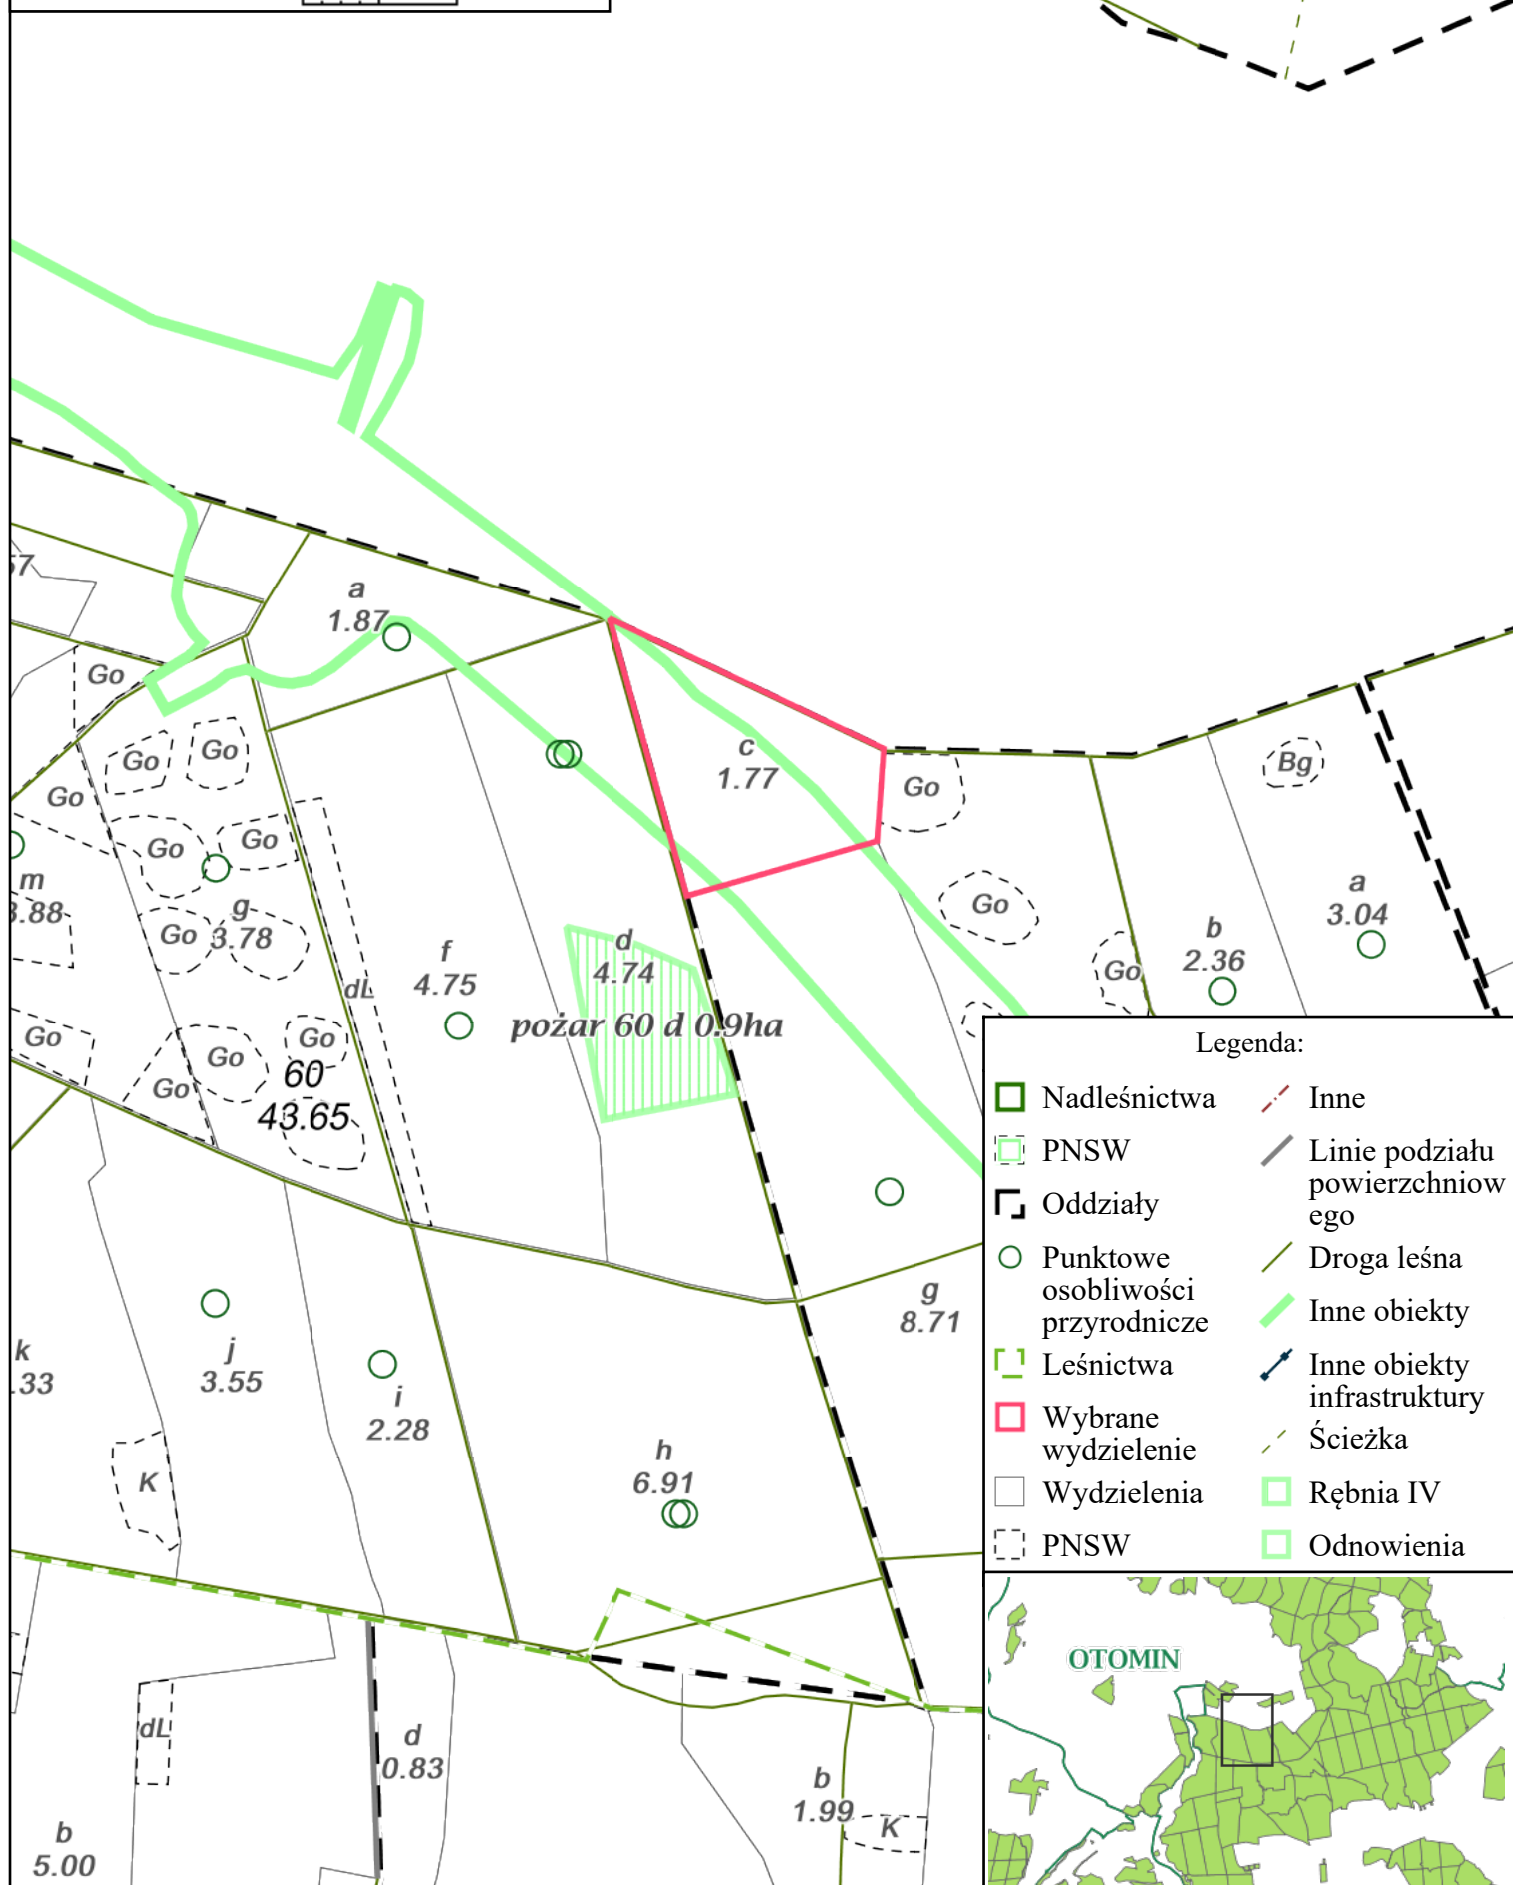 57
a
1.87
Go
Go
Go
Go
Go
Go
m
3.88
g
3.78
Go
c
1.77
Go
Bg
Go
a
3.04
b
2.36
Go
f
4.75
d
4.74
dL
pożar 60 d 0.9ha
Go
Go
Go
Go
60
43.65
g
8.71
k
.33
j
3.55
i
2.28
h
6.91
K
dL
d
0.83
b
1.99
K
b
5.00
Legenda:
Nadleśnictwa
PNSW
Oddziały
Punktowe
osobliwości
przyrodnicze
Leśnictwa
Wybrane
wydzielenie
Wydzielenia
PNSW
Inne
Linie podziału
powierzchniow
ego
Droga leśna
Inne obiekty
Inne obiekty
infrastruktury
Ścieżka
Rębnia IV
Odnowienia
OTOMIN